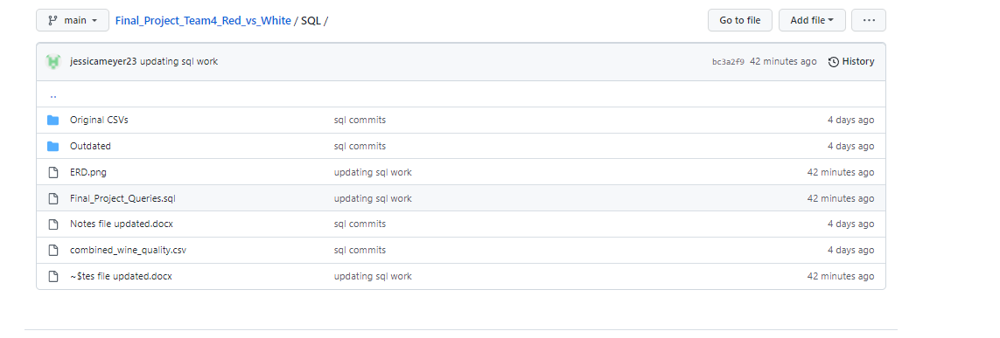 main Final_Project_Team4_Red_vs_White / SQL / Go to file Add file ...
jessicameyer23 updating sql work bc3a2f9 42 minutes ago History
..
Original CSVs sql commits 4 days ago
Outdated sql commits 4 days ago
ERD.png updating sql work 42 minutes ago
Final_Project_Queries.sql updating sql work 42 minutes ago
Notes file updated.docx sql commits 4 days ago
combined_wine_quality.csv sql commits 4 days ago
~$tes file updated.docx updating sql work 42 minutes ago